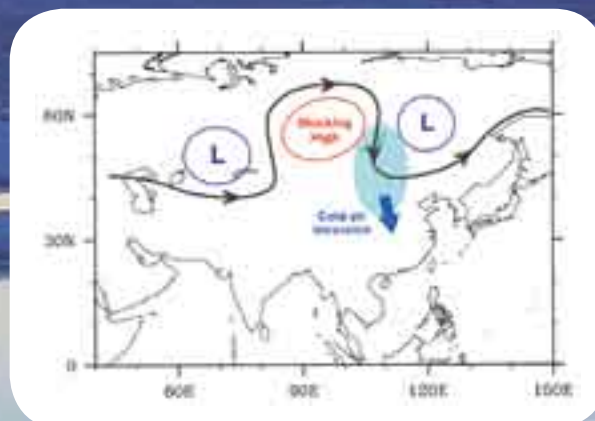 60N
30N
0
L
Blocking
High
L
Cold air
intrusion
60E
90E
120E
150E